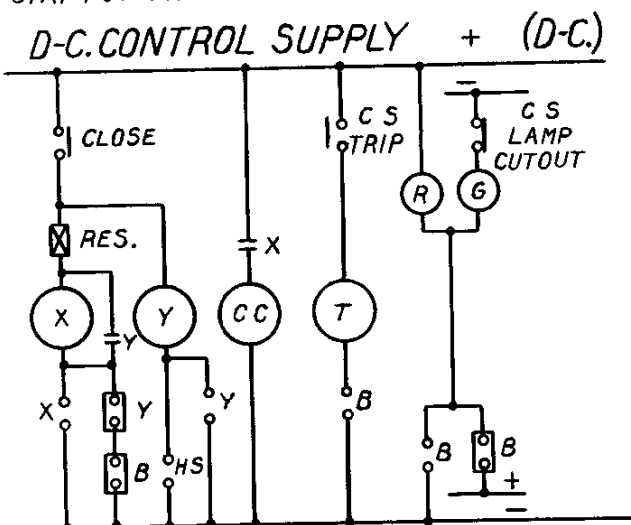 D-C. CONTROL SUPPLY + (D-C.)
−
CLOSE
C S
TRIP
C S
LAMP
CUTOUT
R
G
RES.
X
X
Y
CC
T
Y
X
Y
Y
B
B
HS
B
B
+
−